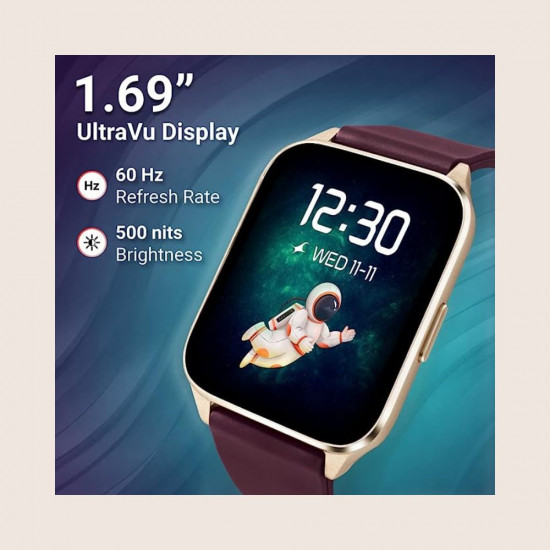 1.69”
UltraVu Display
Hz
60 Hz
Refresh Rate
500 nits
Brightness
12:30
WED 11-11